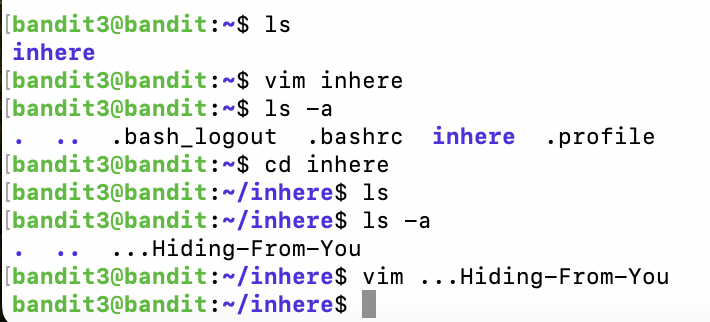 [bandit3@bandit:~$ ls
inhere
[bandit3@bandit:~$ vim inhere
[bandit3@bandit:~$ ls -a
. .. .bash_logout .bashrc inhere .profile
[bandit3@bandit:~$ cd inhere
[bandit3@bandit:~/inhere$ ls
[bandit3@bandit:~/inhere$ ls -a
. .. ...Hiding-From-You
[bandit3@bandit:~/inhere$ vim ...Hiding-From-You
bandit3@bandit:~/inhere$